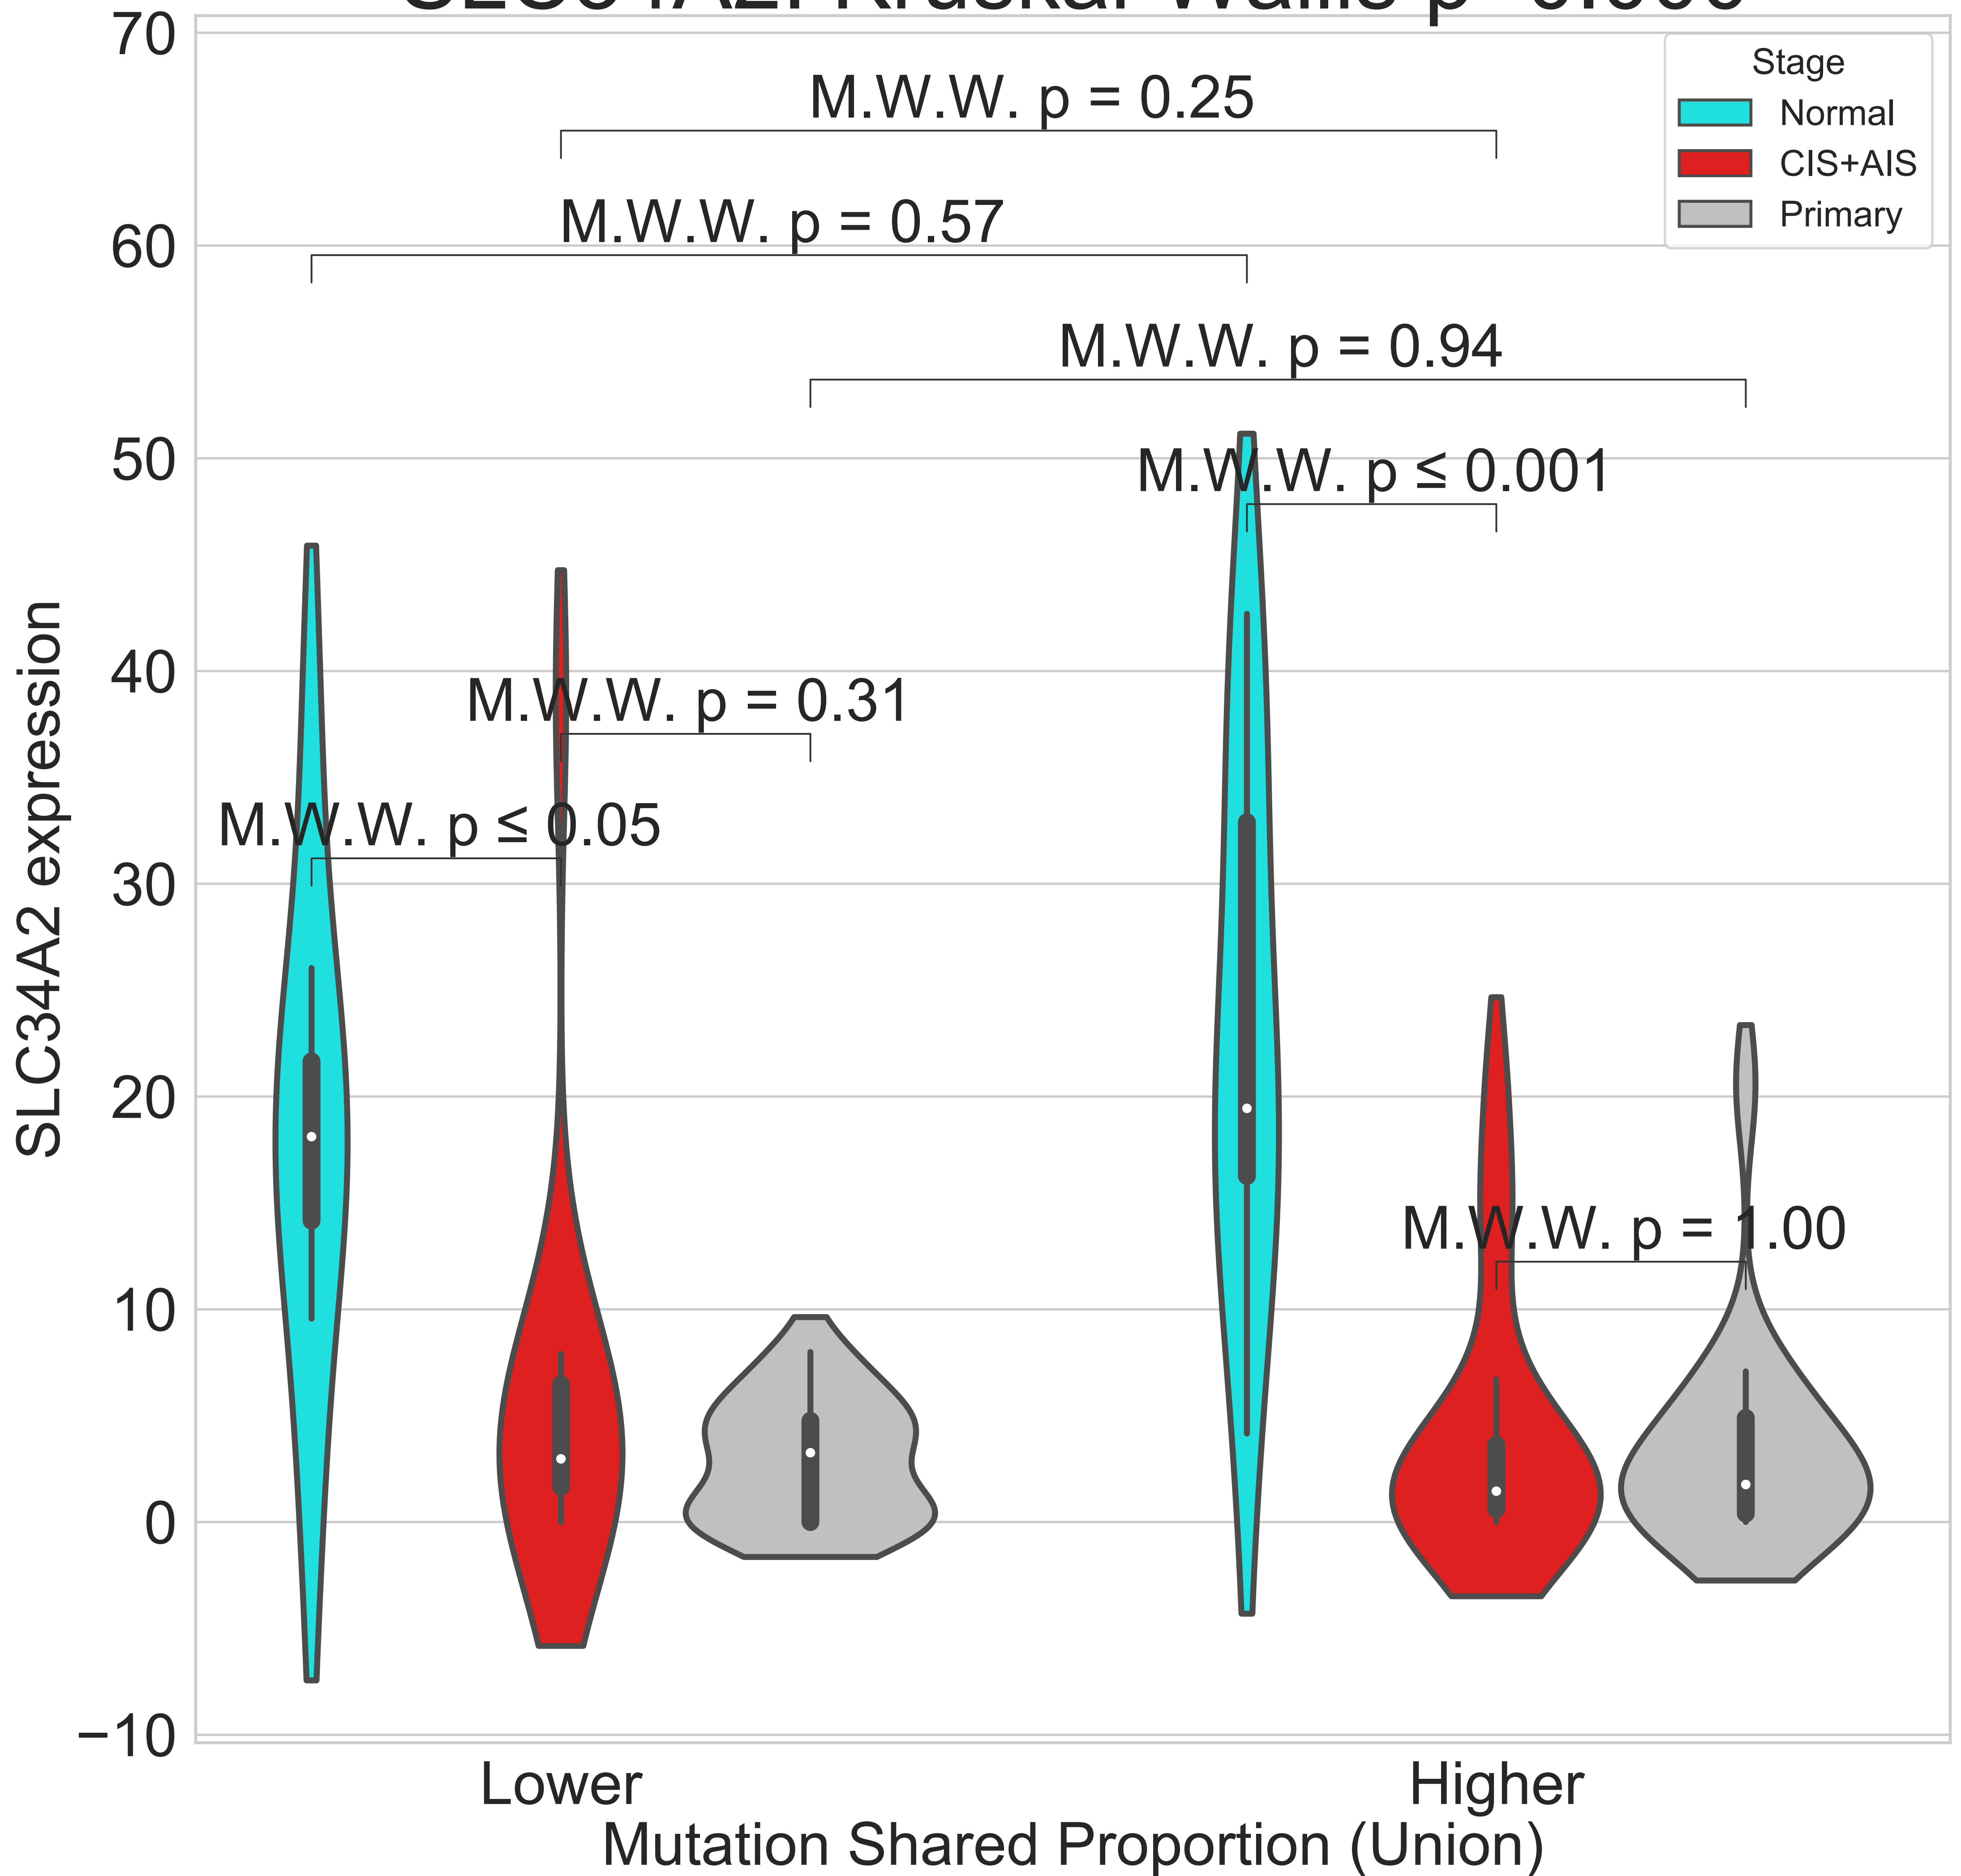 70
60
50
40
30
20
10
0
−10
SLC34A2 expression
Stage
Normal
CIS+AIS
Primary
M.W.W. p = 0.25
M.W.W. p = 0.57
M.W.W. p = 0.94
M.W.W. p ≤ 0.001
M.W.W. p = 0.31
M.W.W. p ≤ 0.05
M.W.W. p = 1.00
Lower
Higher
Mutation Shared Proportion (Union)